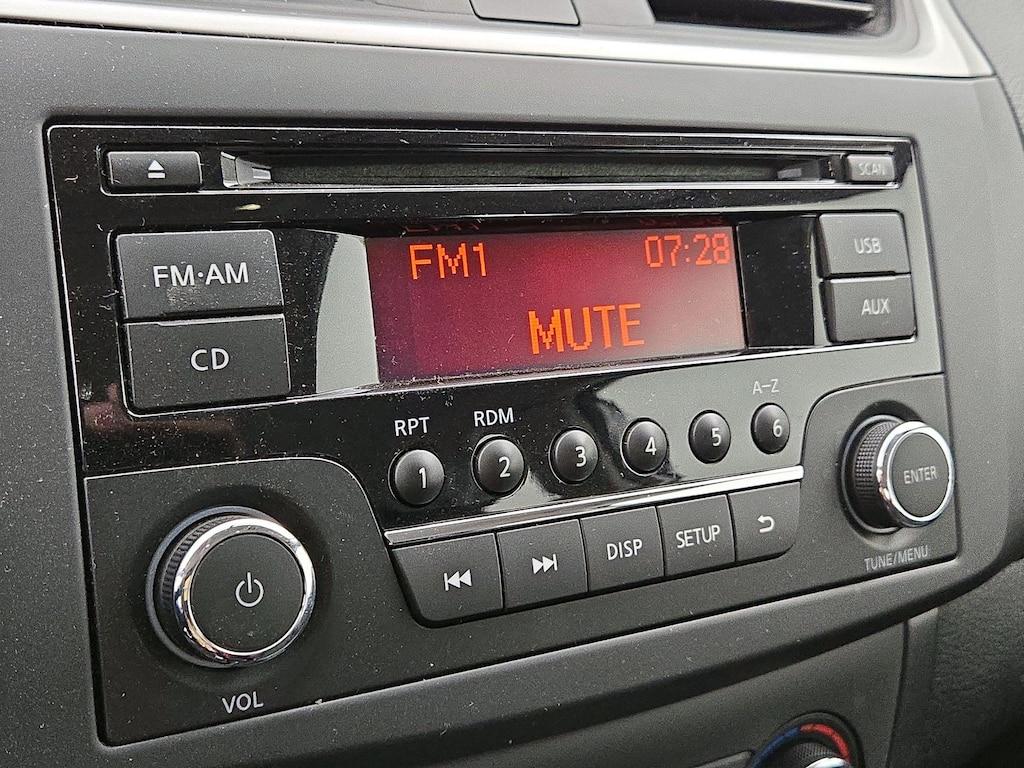 SCAN
FM·AM
CD
FM1 07:28
MUTE
USB
AUX
RPT
RDM
A-Z
1
2
3
4
5
6
DISP
SETUP
ENTER
TUNE/MENU
VOL